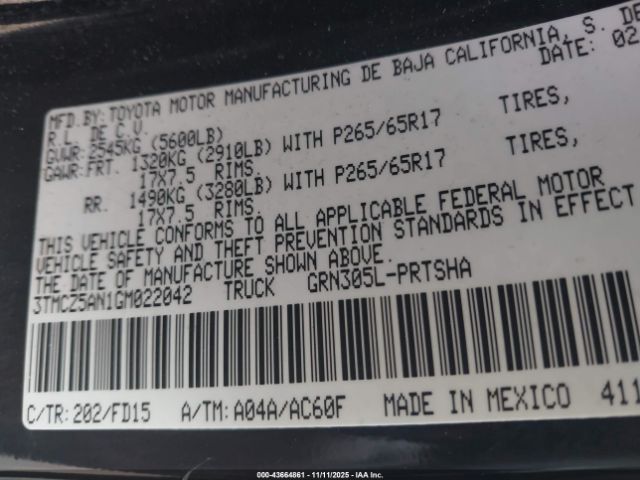 MFD.BY: TOYOTA MOTOR MANUFACTURING DE BAJA CALIFORNIA, S. DE
R.L. DE C.V. DATE: 02
GVWR: 2545KG (5600LB)
GAWR: FRT. 1320KG (2910LB) WITH P265/65R17 TIRES,
17X7.5 RIMS.
RR. 1490KG (3280LB) WITH P265/65R17 TIRES,
17X7.5 RIMS.
THIS VEHICLE CONFORMS TO ALL APPLICABLE FEDERAL MOTOR
VEHICLE SAFETY AND THEFT PREVENTION STANDARDS IN EFFECT
THE DATE OF MANUFACTURE SHOWN ABOVE.
3TMCZ5AN1GM022042 TRUCK GRN305L-PRTSHA
C/TR: 202/FD15 A/TM: A04A/AC60F MADE IN MEXICO 411
000-43664861 - 11/11/2025 - IAA Inc.